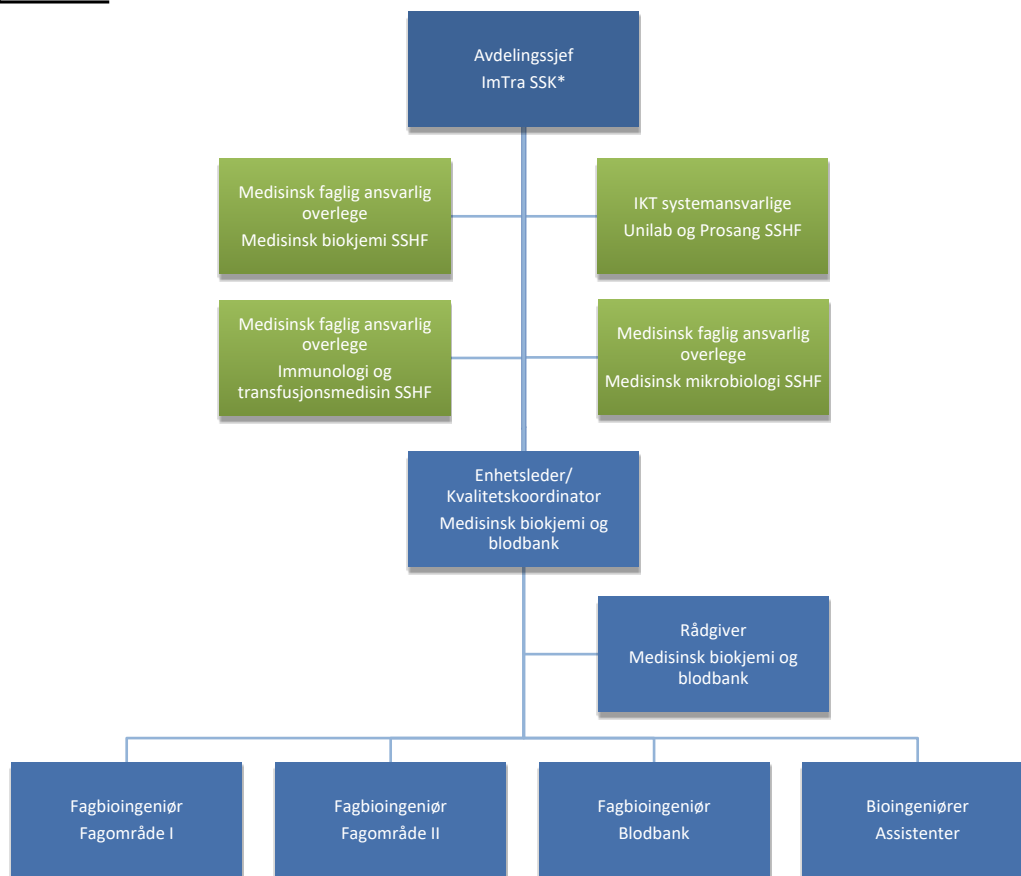 Avdelingssjef
ImTra SSK*
Medisinsk faglig ansvarlig
overlege
Medisinsk biokjemi SSHF
IKT systemansvarlige
Unilab og Prosang SSHF
Medisinsk faglig ansvarlig
overlege
Immunologi og
transfusjonsmedisin SSHF
Medisinsk faglig ansvarlig
overlege
Medisinsk mikrobiologi SSHF
Enhetsleder/
Kvalitetskoordinator
Medisinsk biokjemi og
blodbank
Rådgiver
Medisinsk biokjemi og
blodbank
Fagbioingeniør
Fagområde I
Fagbioingeniør
Fagområde II
Fagbioingeniør
Blodbank
Bioingeniører
Assistenter